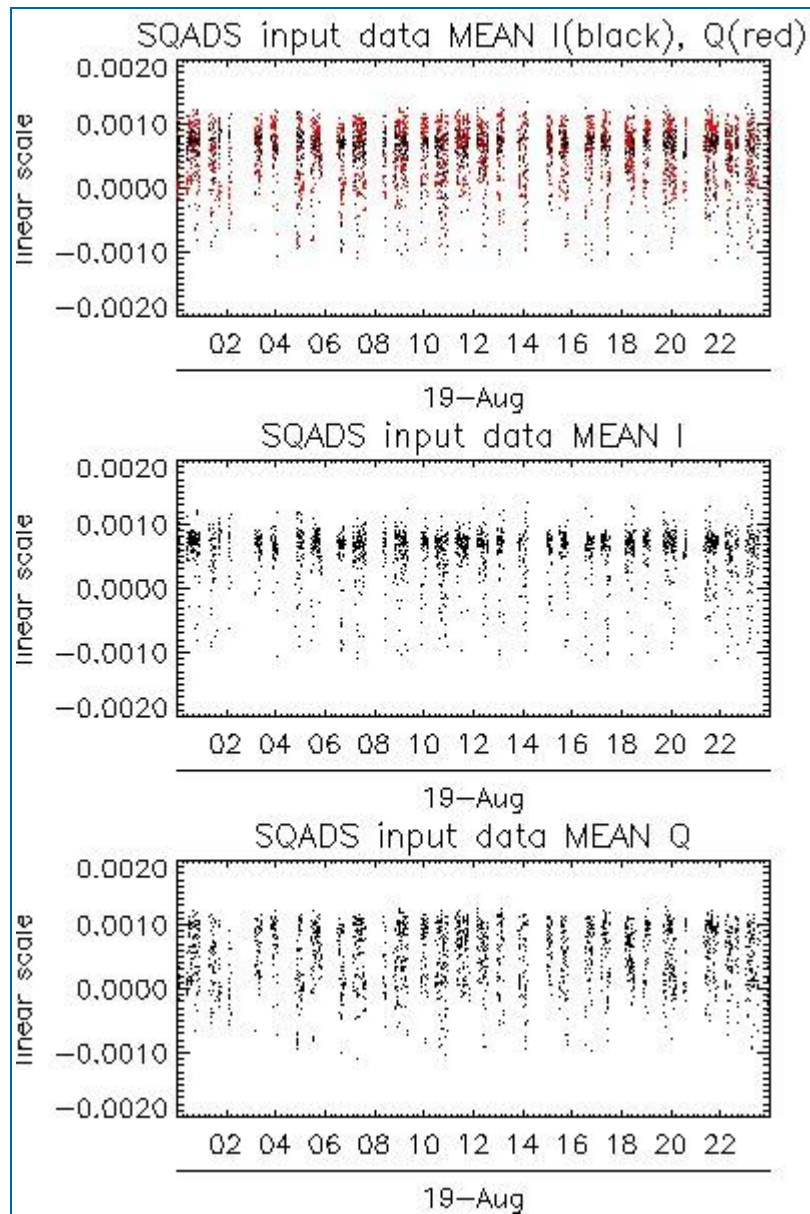 SQADS input data MEAN I(black), Q(red)
0.0020
0.0010
0.0000
−0.0010
−0.0020
linear scale
02 04 06 08 10 12 14 16 18 20 22
19−Aug
SQADS input data MEAN I
0.0020
0.0010
0.0000
−0.0010
−0.0020
linear scale
02 04 06 08 10 12 14 16 18 20 22
19−Aug
SQADS input data MEAN Q
0.0020
0.0010
0.0000
−0.0010
−0.0020
linear scale
02 04 06 08 10 12 14 16 18 20 22
19−Aug